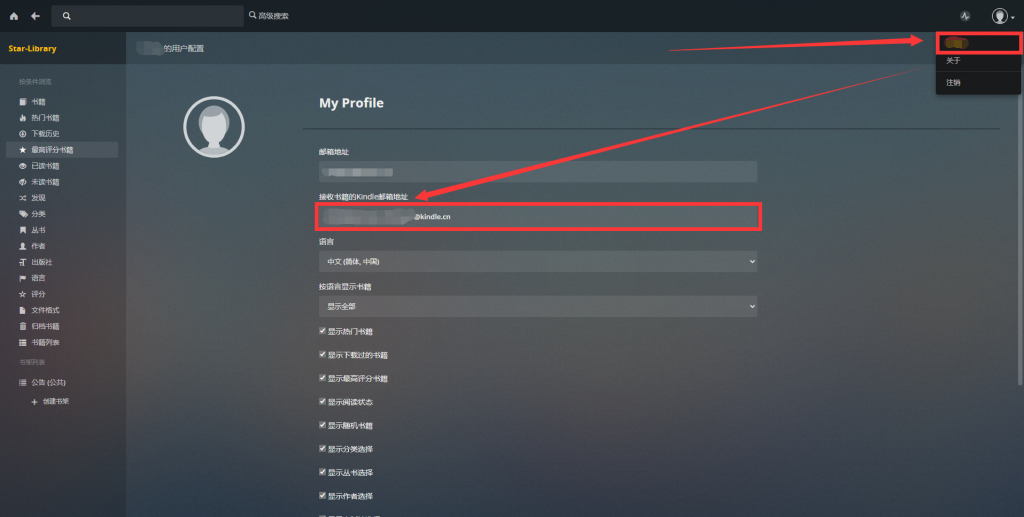 高级搜索
Star-Library
的用户配置
关于
注销
按条件浏览
书籍
热门书籍
下载历史
最高评分书籍
已读书籍
未读书籍
发现
分类
丛书
作者
出版社
语言
评分
文件格式
归档书籍
书籍列表
书架列表
公告 (公共)
创建书架
My Profile
邮箱地址
接收书籍的Kindle邮箱地址
@kindle.cn
语言
中文 (简体, 中国)
按语言显示书籍
显示全部
显示热门书籍
显示下载过的书籍
显示最高评分书籍
显示阅读状态
显示随机书籍
显示分类选择
显示丛书选择
显示作者选择